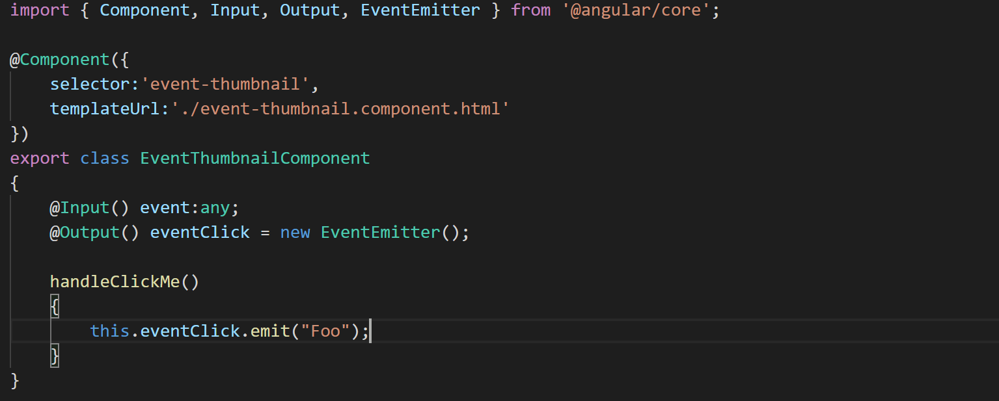 import { Component, Input, Output, EventEmitter } from '@angular/core';

@Component({
    selector:'event-thumbnail',
    templateUrl:'./event-thumbnail.component.html'
})
export class EventThumbnailComponent
{
    @Input() event:any;
    @Output() eventClick = new EventEmitter();

    handleClickMe()
    {
        this.eventClick.emit("Foo");
    }
}